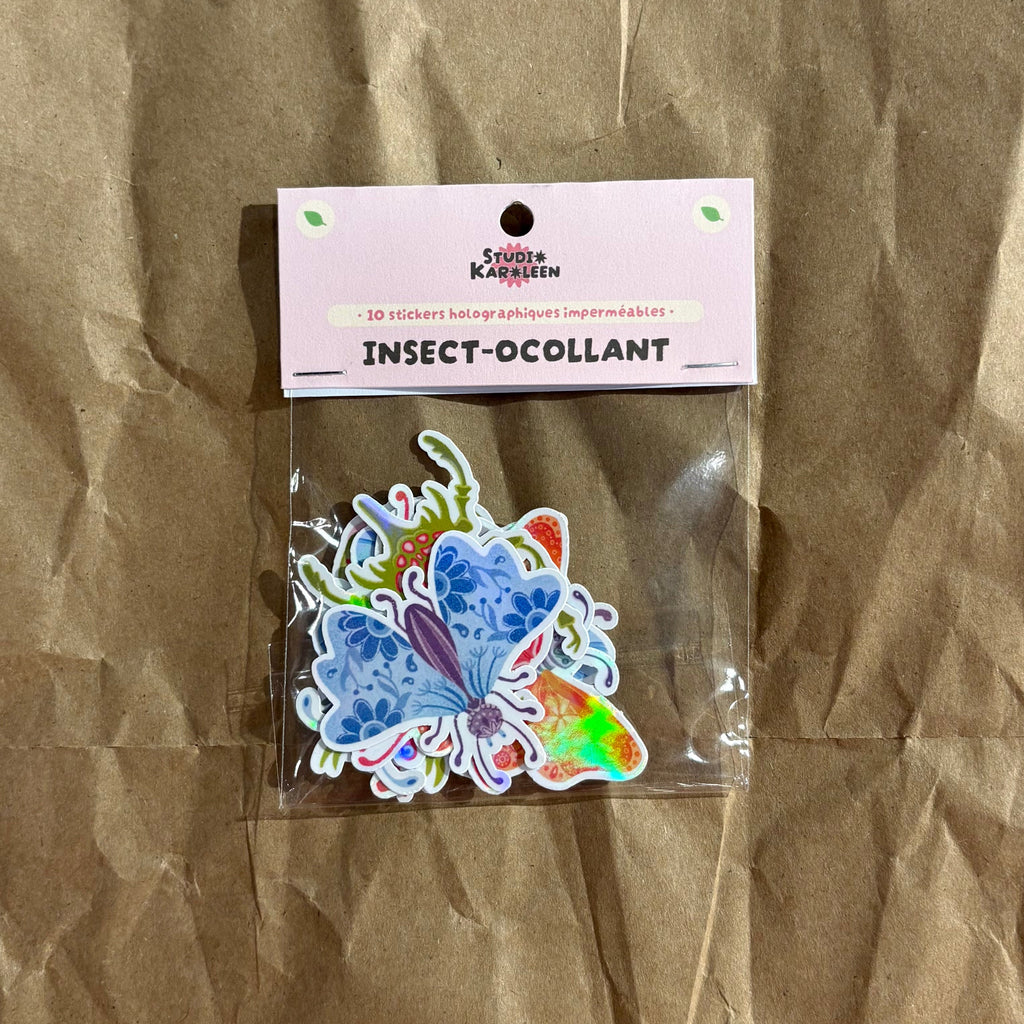 STUDIO
KAROLEEN
• 10 stickers holographiques imperméables •
INSECT-OCOLLANT